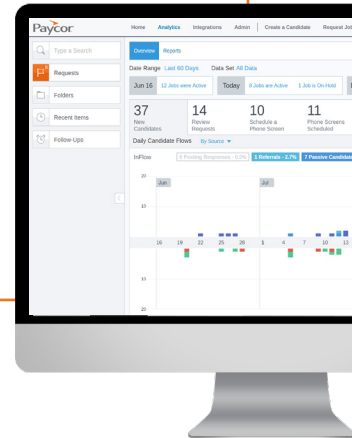 Paycor
Home Analytics Integrations Admin Create a Candidate Request Job
Type a Search
Requests
Folders
Recent Items
Follow-Ups
Overview Reports
Date Range Last 60 Days Data Set All Data
Jun 16 12 Jobs were Active Today 8 Jobs are Active 1 Job is On Hold
37 14 10 11
New Candidates Review Requests Schedule a Phone Screen Phone Screens Scheduled
Daily Candidate Flows By Source
InFlow 1 Referrals - 2.7% 7 Passive Candidate
20
Jun Jul
10
16 19 22 25 28 1 4 7 10 13
10
20